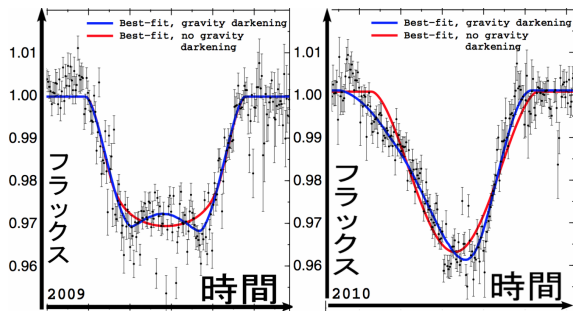 Best-fit, gravity darkening
Best-fit, no gravity
darkening
1.01
1.00
0.99
0.98
0.97
0.96
フラックス
2009
時間
Best-fit, gravity darkening
Best-fit, no gravity
darkening
1.01
1.00
0.99
0.98
0.97
0.96
フラックス
2010
時間